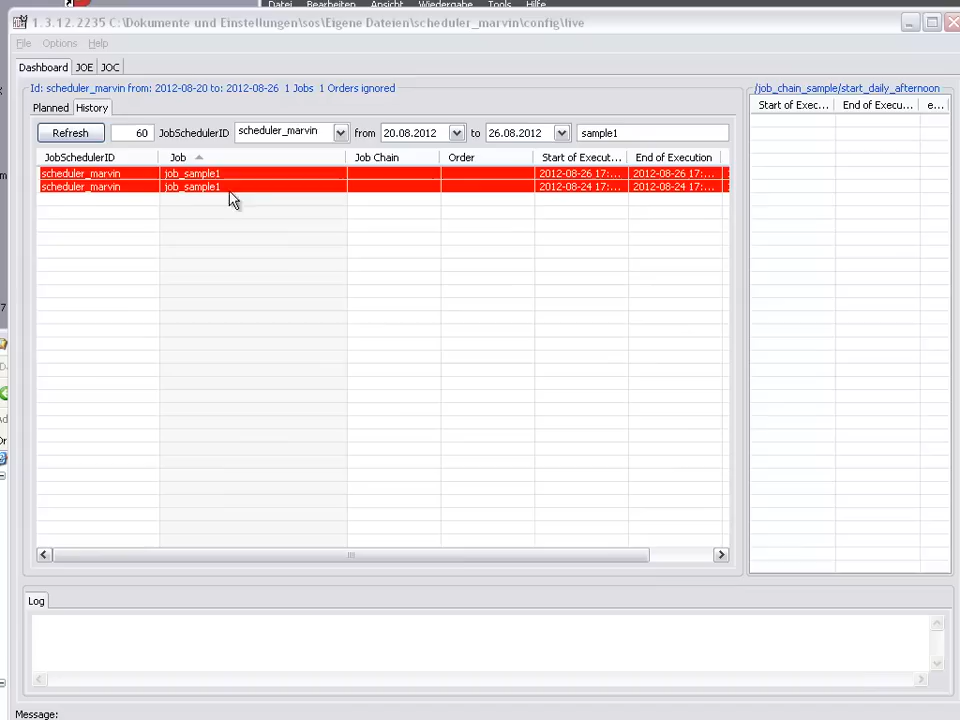 Datei Bearbeiten Ansicht Wiedergabe Tools Hilfe
1.3.12.2235 C:\Dokumente und Einstellungen\sos\Eigene Dateien\scheduler_marvin\config\live
File Options Help
Dashboard JOE JOC
Id: scheduler_marvin from: 2012-08-20 to: 2012-08-26 1 Jobs 1 Orders ignored
/job_chain_sample/start_daily_afternoon
Planned History
Start of Exec... End of Execu... e...
Refresh 60 JobSchedulerID scheduler_marvin from 20.08.2012 to 26.08.2012 sample1
JobSchedulerID Job Job Chain Order Start of Execut... End of Execution
scheduler_marvin job_sample1 2012-08-26 17:... 2012-08-26 17:...
scheduler_marvin job_sample1 2012-08-24 17:... 2012-08-24 17:...
Log
Message: